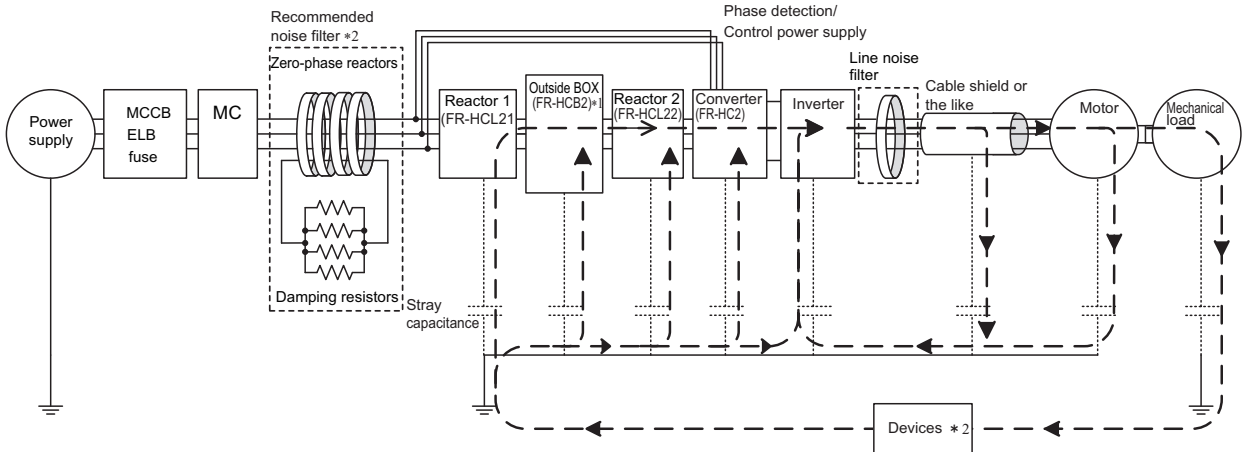 Recommended
noise filter *2
Phase detection/
Control power supply
Zero-phase reactors
Line noise
filter
Outside BOX
(FR-HCB2)*1
Cable shield or
the like
Power
supply
MCCB
ELB
fuse
MC
Reactor 1
(FR-HCL21
Reactor 2
(FR-HCL22)
Converter
(FR-HC2)
Inverter
Motor
Mechanical
load
Damping resistors
Stray
capacitance
Devices *2